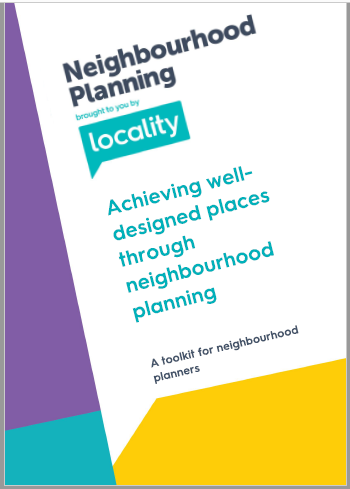 Neighbourhood
Planning
brought to you by
locality
Achieving well-
designed places
through
neighbourhood
planning
A toolkit for neighbourhood
planners